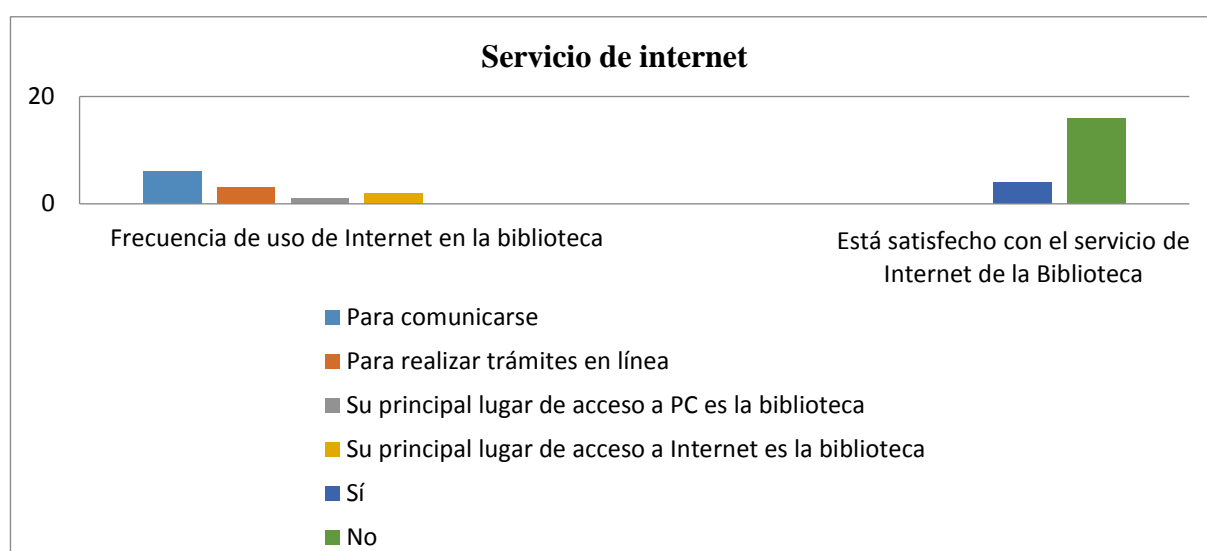 Servicio de internet
20
0
Frecuencia de uso de Internet en la biblioteca
Está satisfecho con el servicio de
Internet de la Biblioteca
Para comunicarse
Para realizar trámites en línea
Su principal lugar de acceso a PC es la biblioteca
Su principal lugar de acceso a Internet es la biblioteca
Sí
No